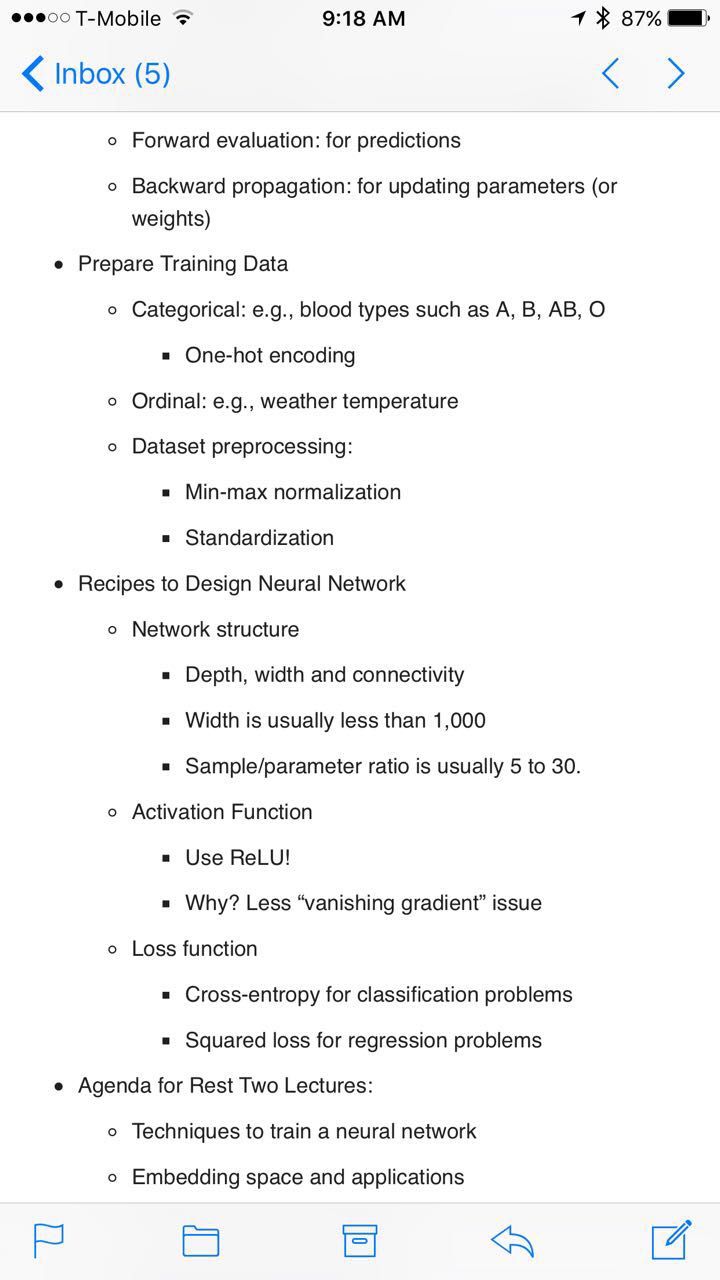 T-Mobile 9:18 AM 87%
Inbox (5)
Forward evaluation: for predictions
Backward propagation: for updating parameters (or
weights)
Prepare Training Data
Categorical: e.g., blood types such as A, B, AB, O
One-hot encoding
Ordinal: e.g., weather temperature
Dataset preprocessing:
Min-max normalization
Standardization
Recipes to Design Neural Network
Network structure
Depth, width and connectivity
Width is usually less than 1,000
Sample/parameter ratio is usually 5 to 30.
Activation Function
Use ReLU!
Why? Less “vanishing gradient” issue
Loss function
Cross-entropy for classification problems
Squared loss for regression problems
Agenda for Rest Two Lectures:
Techniques to train a neural network
Embedding space and applications